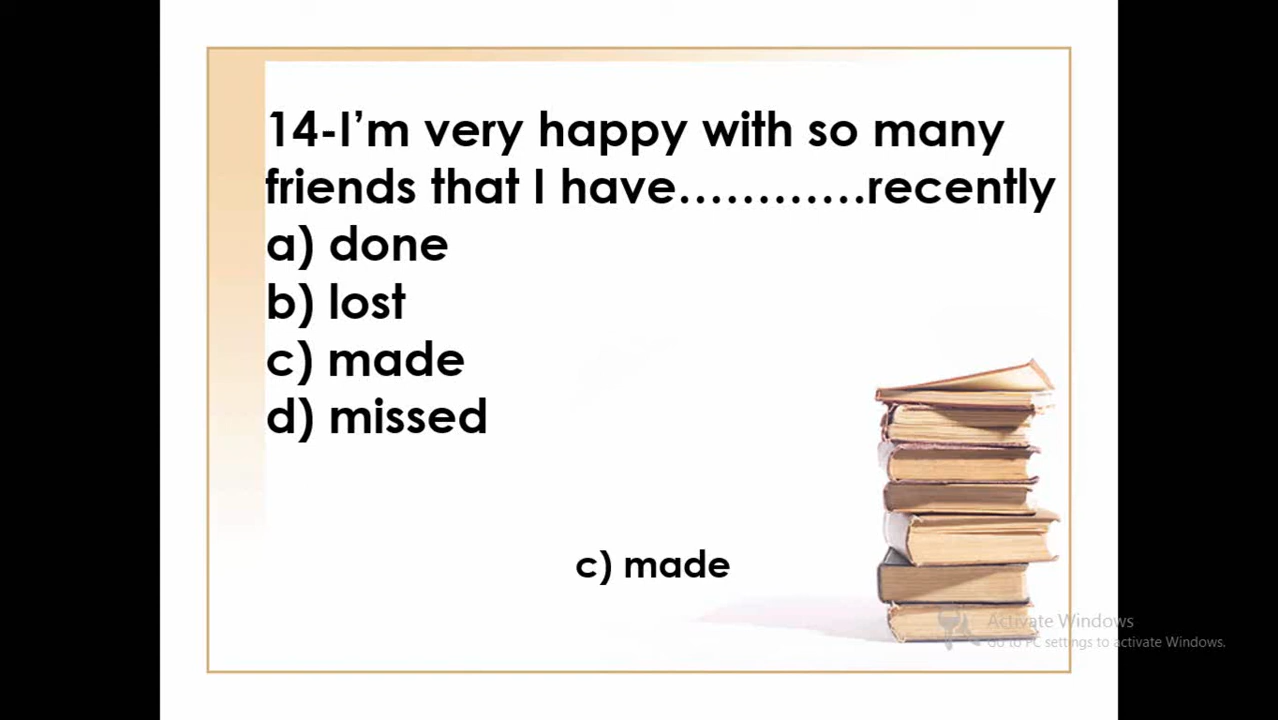 14-I’m very happy with so many
friends that I have…………recently
a) done
b) lost
c) made
d) missed
c) made
Activate Windows
Go to PC settings to activate Windows.